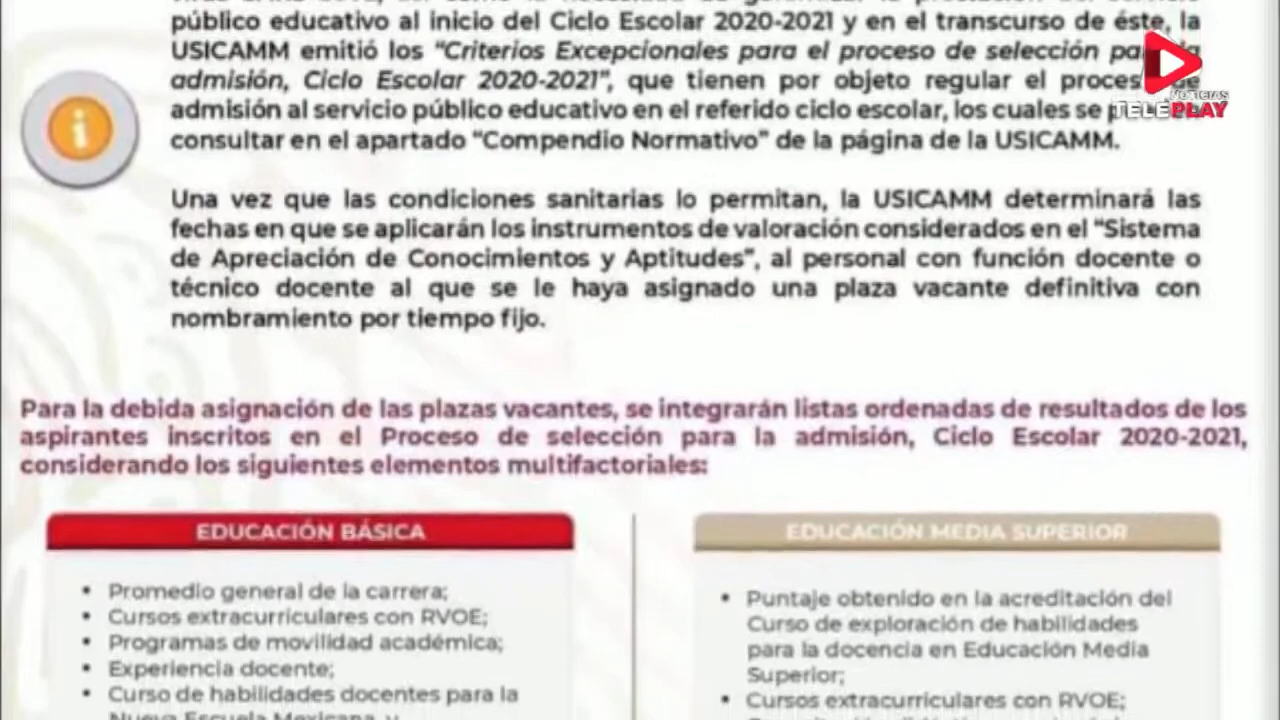 público educativo al inicio del Ciclo Escolar 2020-2021 y en el transcurso de éste, la
USICAMM emitió los "Criterios Excepcionales para el proceso de selección para la
admisión, Ciclo Escolar 2020-2021", que tienen por objeto regular el proceso de
admisión al servicio público educativo en el referido ciclo escolar, los cuales se
consultar en el apartado "Compendio Normativo" de la página de la USICAMM.
NOTICIAS
TELEPLAY
i
Una vez que las condiciones sanitarias lo permitan, la USICAMM determinará las
fechas en que se aplicarán los instrumentos de valoración considerados en el "Sistema
de Apreciación de Conocimientos y Aptitudes", al personal con función docente o
técnico docente al que se le haya asignado una plaza vacante definitiva con
nombramiento por tiempo fijo.
Para la debida asignación de las plazas vacantes, se integrarán listas ordenadas de resultados de los
aspirantes inscritos en el Proceso de selección para la admisión, Ciclo Escolar 2020-2021,
considerando los siguientes elementos multifactoriales:
EDUCACIÓN BÁSICA
• Promedio general de la carrera;
• Cursos extracurriculares con RVOE;
• Programas de movilidad académica;
• Experiencia docente;
• Curso de habilidades docentes para la
Nueva Escuela Mexicana, y
EDUCACIÓN MEDIA SUPERIOR
• Puntaje obtenido en la acreditación del
Curso de exploración de habilidades
para la docencia en Educación Media
Superior;
• Cursos extracurriculares con RVOE;